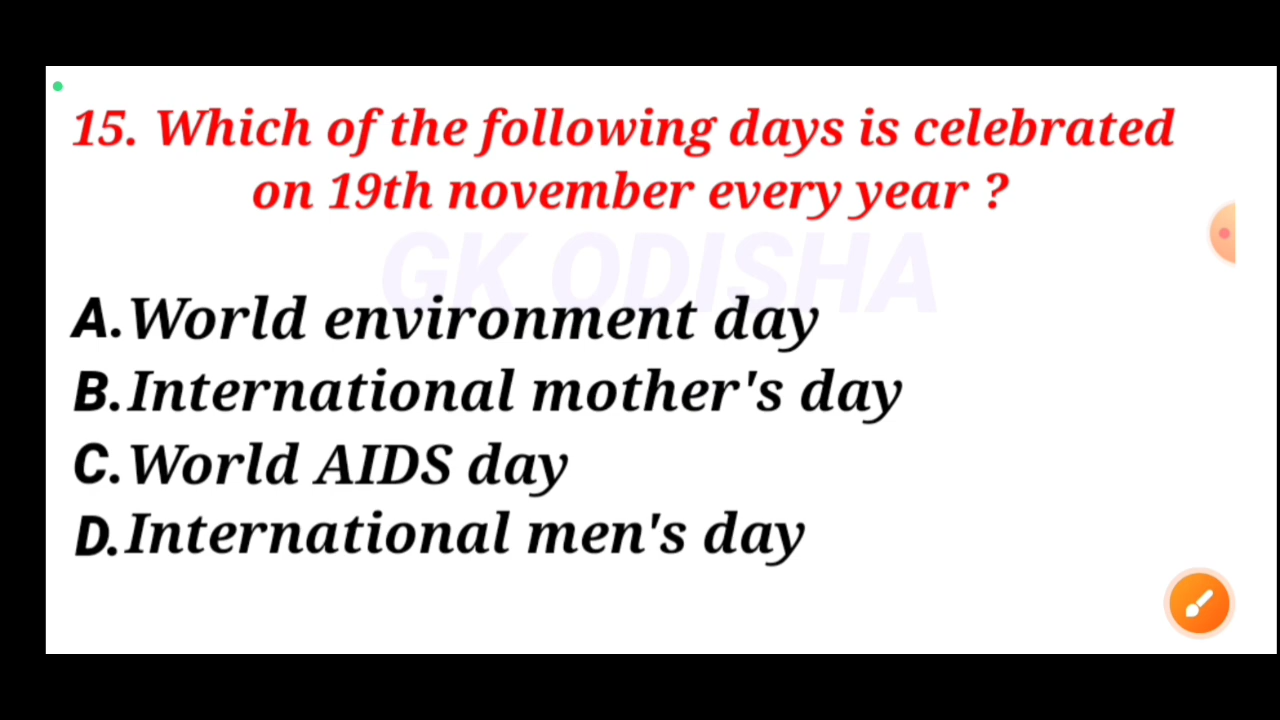 15. Which of the following days is celebrated
on 19th november every year ?
GK ODISHA
A. World environment day
B. International mother's day
C. World AIDS day
D. International men's day